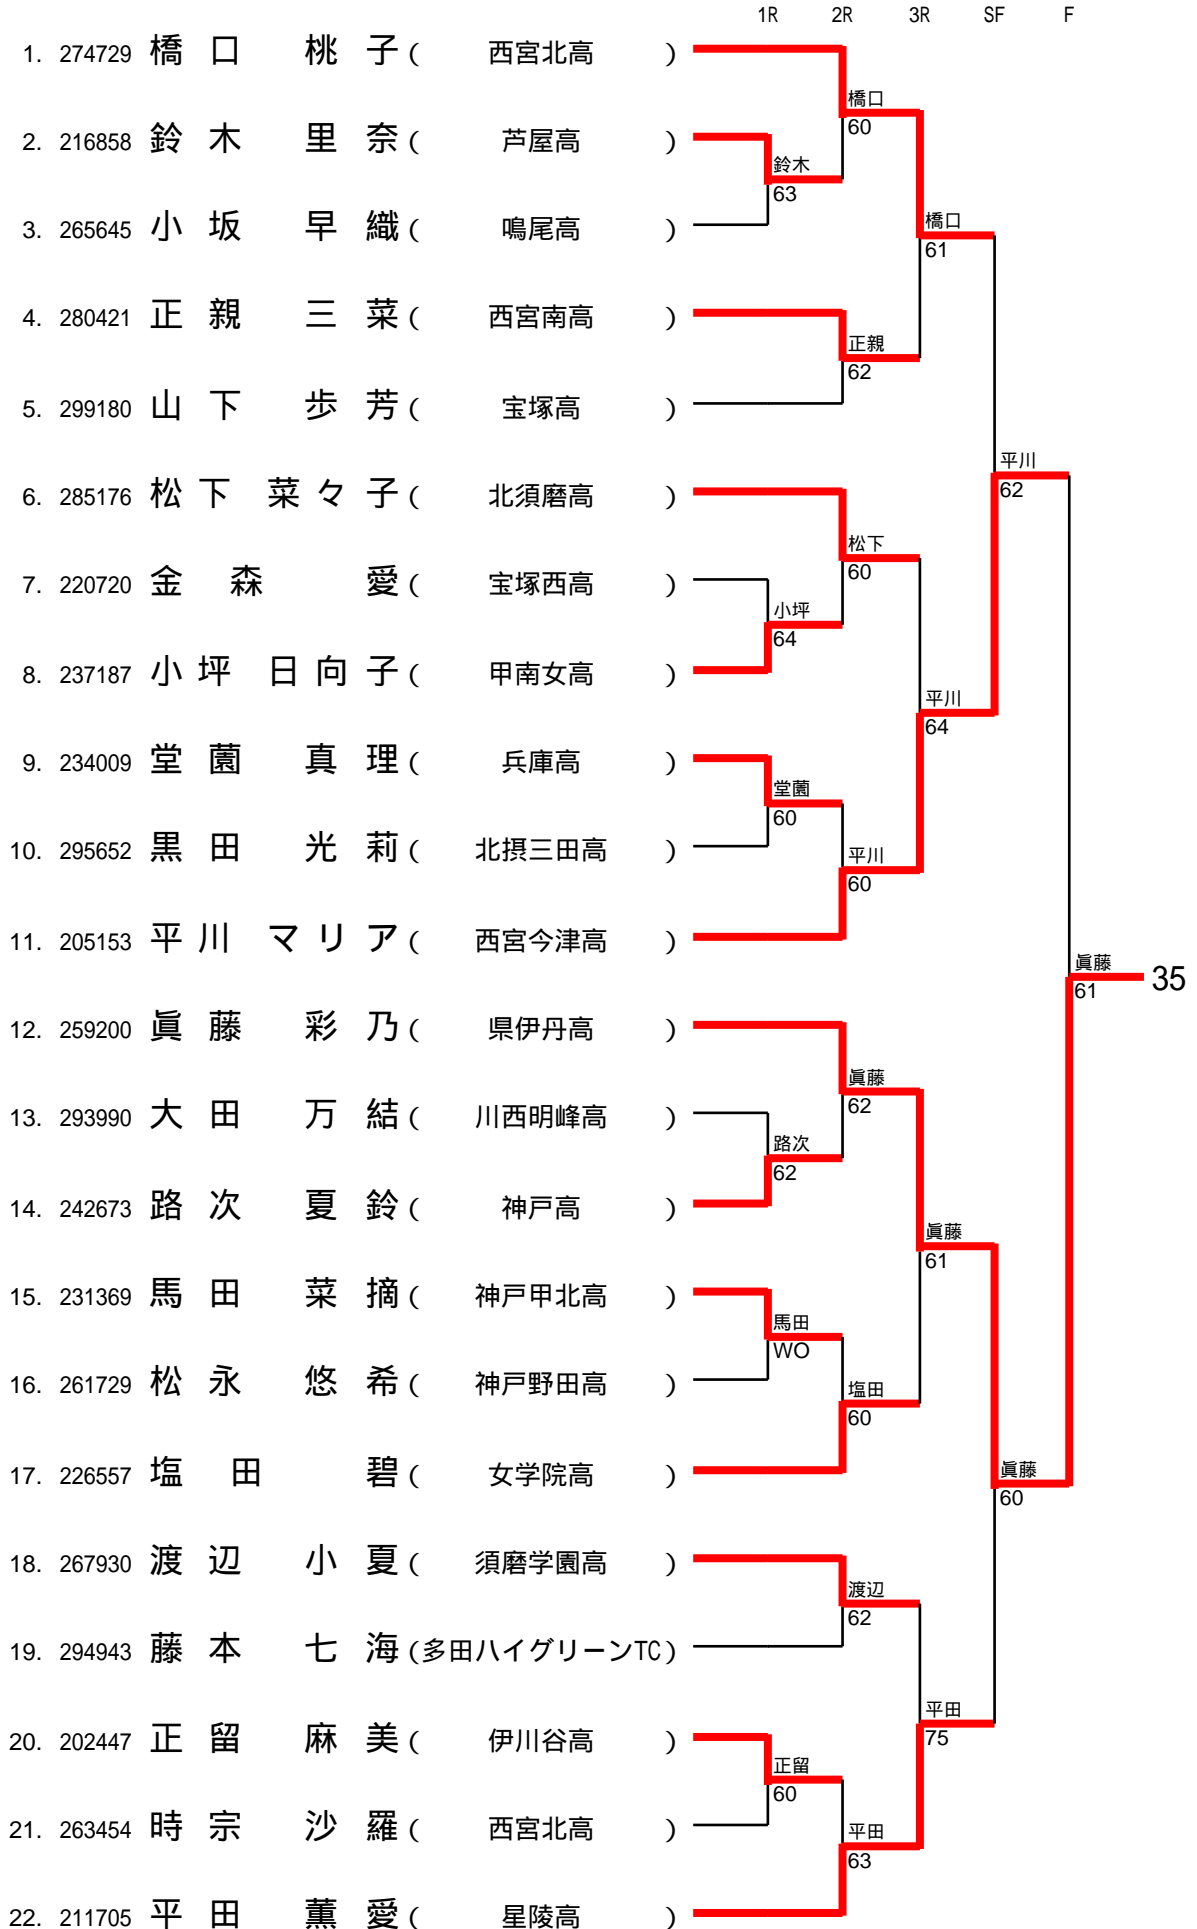 1R 2R 3R SF F
1. 274729 橋口 桃子 ( 西宮北高 )
橋口
60
2. 216858 鈴木 里奈 ( 芦屋高 )
鈴木
63
3. 265645 小坂 早織 ( 鳴尾高 )
橋口
61
4. 280421 正親 三菜 ( 西宮南高 )
正親
62
5. 299180 山下 歩芳 ( 宝塚高 )
平川
62
6. 285176 松下 菜々子 ( 北須磨高 )
松下
60
7. 220720 金森 愛 ( 宝塚西高 )
小坪
64
8. 237187 小坪 日向子 ( 甲南女高 )
平川
64
9. 234009 堂薗 真理 ( 兵庫高 )
堂薗
60
10. 295652 黒田 光莉 ( 北摂三田高 )
平川
60
11. 205153 平川 マリア ( 西宮今津高 )
眞藤
61
35
12. 259200 眞藤 彩乃 ( 県伊丹高 )
眞藤
62
13. 293990 大田 万結 ( 川西明峰高 )
路次
62
14. 242673 路次 夏鈴 ( 神戸高 )
眞藤
61
15. 231369 馬田 菜摘 ( 神戸甲北高 )
馬田
WO
16. 261729 松永 悠希 ( 神戸野田高 )
塩田
60
17. 226557 塩田 碧 ( 女学院高 )
眞藤
60
18. 267930 渡辺 小夏 ( 須磨学園高 )
渡辺
62
19. 294943 藤本 七海 (多田ハイグリーンTC)
平田
75
20. 202447 正留 麻美 ( 伊川谷高 )
正留
60
21. 263454 時宗 沙羅 ( 西宮北高 )
平田
63
22. 211705 平田 薫愛 ( 星陵高 )